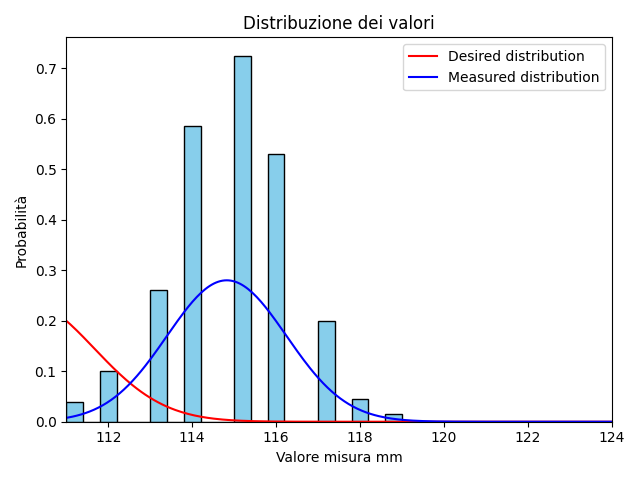 Distribuzione dei valori
Desired distribution
Measured distribution
Probabilità
0.7
0.6
0.5
0.4
0.3
0.2
0.1
0.0
112 114 116 118 120 122 124
Valore misura mm